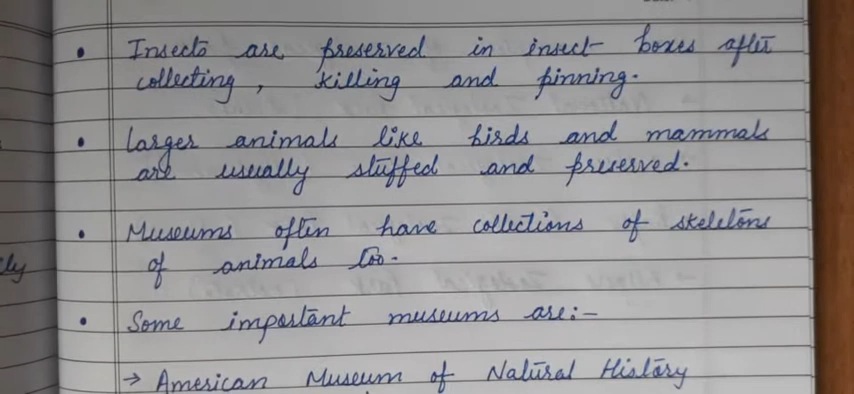 • Insects are preserved in insect boxes after
collecting, killing and pinning.
• Larger animals like birds and mammals
are usually stuffed and preserved.
• Museums often have collections of skeletons
of animals too.
• Some important museums are:-
→ American Museum of Natural History